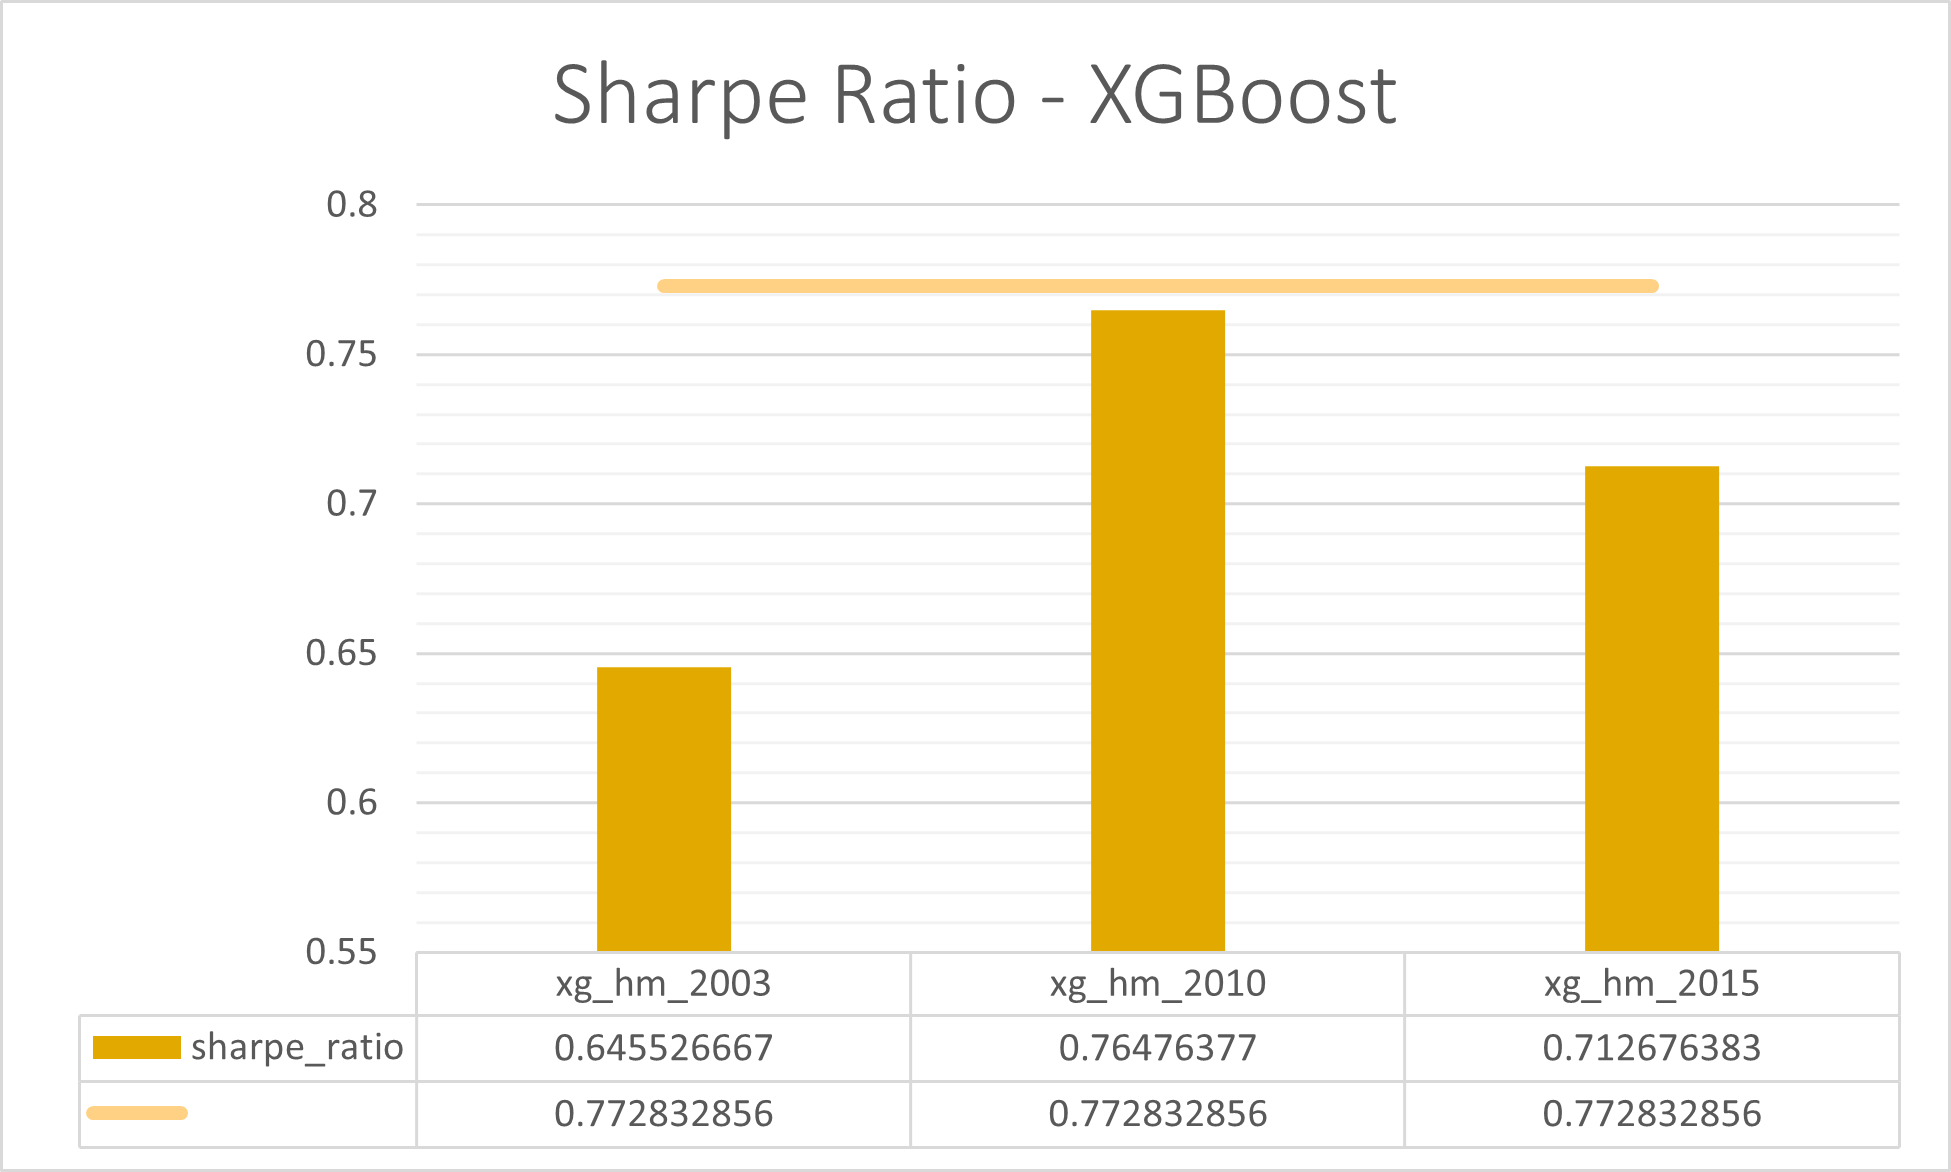 Sharpe Ratio - XGBoost
0.8
0.75
0.7
0.65
0.6
0.55
xg_hm_2003 xg_hm_2010 xg_hm_2015
sharpe_ratio 0.645526667 0.76476377 0.712676383
0.772832856 0.772832856 0.772832856